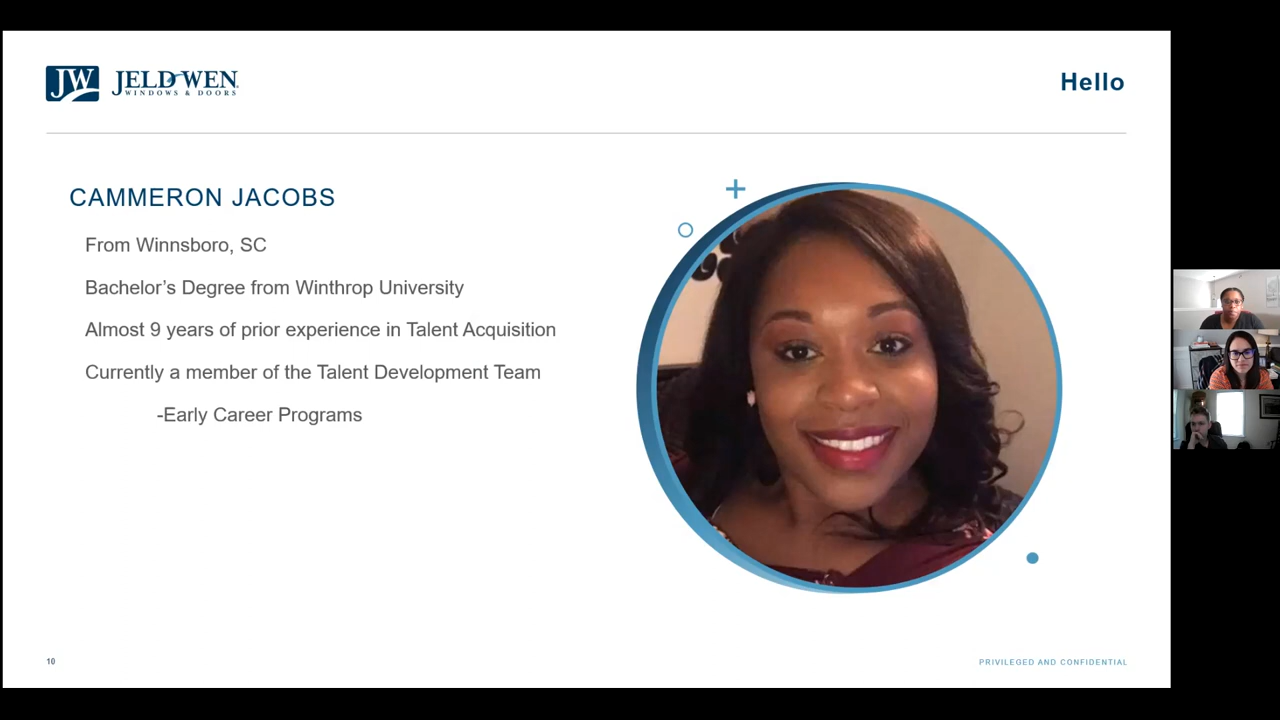 JW JELD-WEN
WINDOWS & DOORS
Hello
CAMMERON JACOBS
From Winnsboro, SC
Bachelor’s Degree from Winthrop University
Almost 9 years of prior experience in Talent Acquisition
Currently a member of the Talent Development Team
-Early Career Programs
10
PRIVILEGED AND CONFIDENTIAL